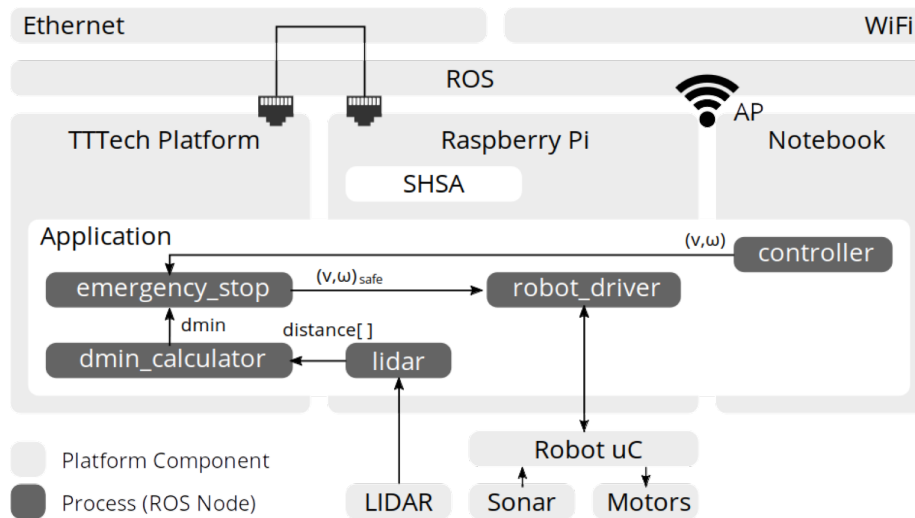 Ethernet
WiFi
ROS
AP
TTTech Platform
Raspberry Pi
Notebook
SHSA
Application
(v,ω)
controller
emergency_stop
(v,ω)safe
robot_driver
dmin
distance[ ]
dmin_calculator
lidar
Robot uC
Platform Component
Process (ROS Node)
LIDAR
Sonar
Motors